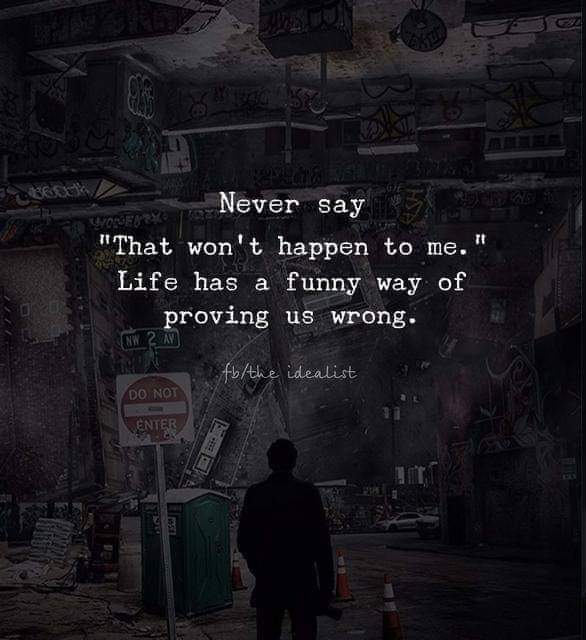 Never say
"That won't happen to me."
Life has a funny way of
proving us wrong.
NW 2 AV
fb/the idealist
DO NOT
ENTER